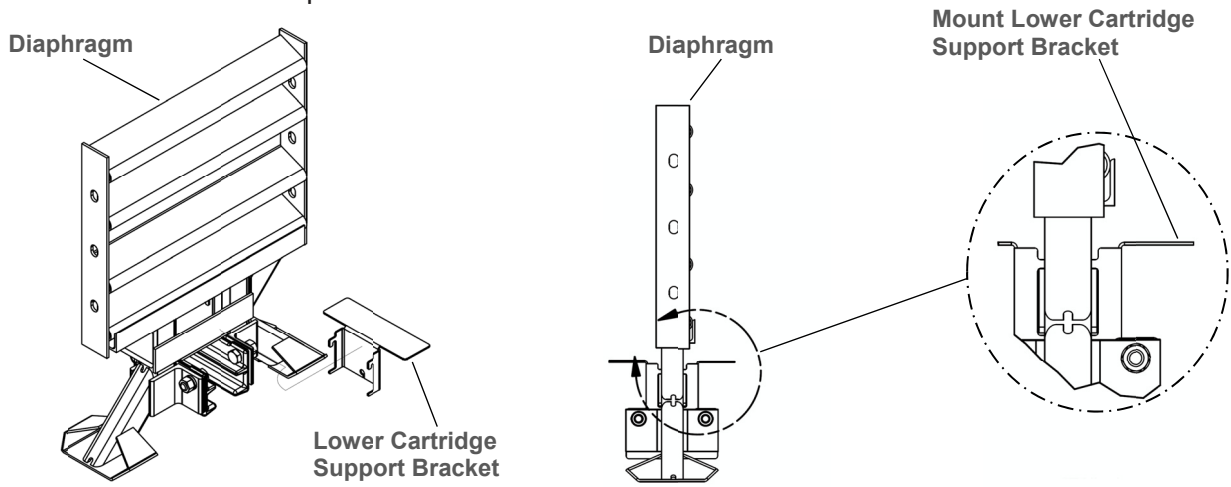 Diaphragm
Diaphragm
Mount Lower Cartridge
Support Bracket
Lower Cartridge
Support Bracket